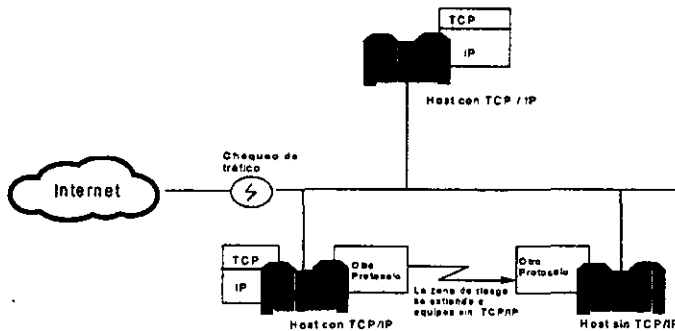 TCP
IP
Host con TCP / IP
Chequeo de
tráfico
Internet
TCP
IP
Otro
Protocolo
La zona de riesgo
se extiende a
equipos sin TCP/IP
Otro
Protocolo
Host con TCP/IP
Host sin TCP/IP